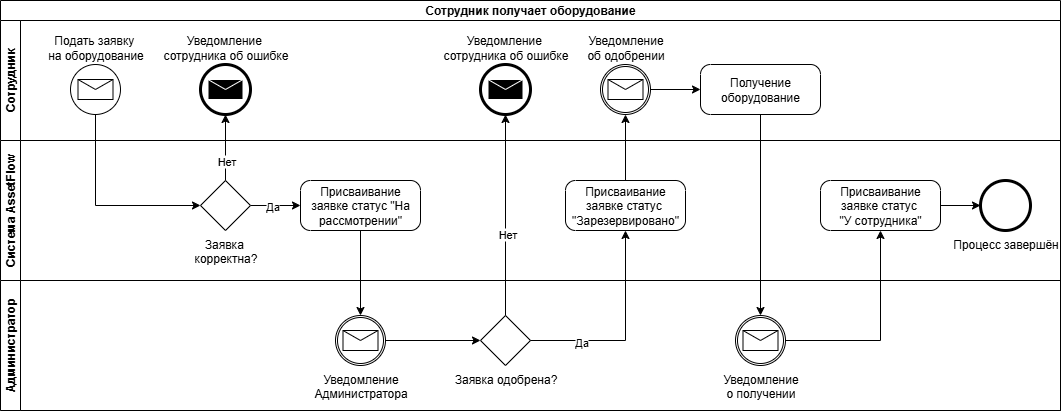 Сотрудник получает оборудование
Сотрудник
Подать заявку
на оборудование
Уведомление
сотрудника об ошибке
Уведомление
сотрудника об ошибке
Уведомление
об одобрении
Получение
оборудование
Система AssetFlow
Нет
Заявка
корректна?
Да
Присваивание
заявке статус "На
рассмотрении"
Нет
Присваивание
заявке статус
"Зарезервировано"
Присваивание
заявке статус
"У сотрудника"
Процесс завершён
Администратор
Уведомление
Администратора
Заявка одобрена?
Да
Уведомление
о получении